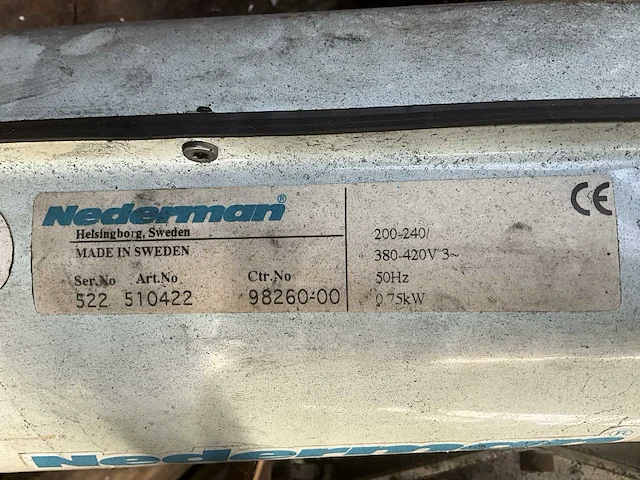 Nederman®
Helsingborg, Sweden
MADE IN SWEDEN
Ser.No Art.No Ctr.No
522 510422 98260-00
CE
200-240/
380-420V 3~
50Hz
0.75kW
Nederman®